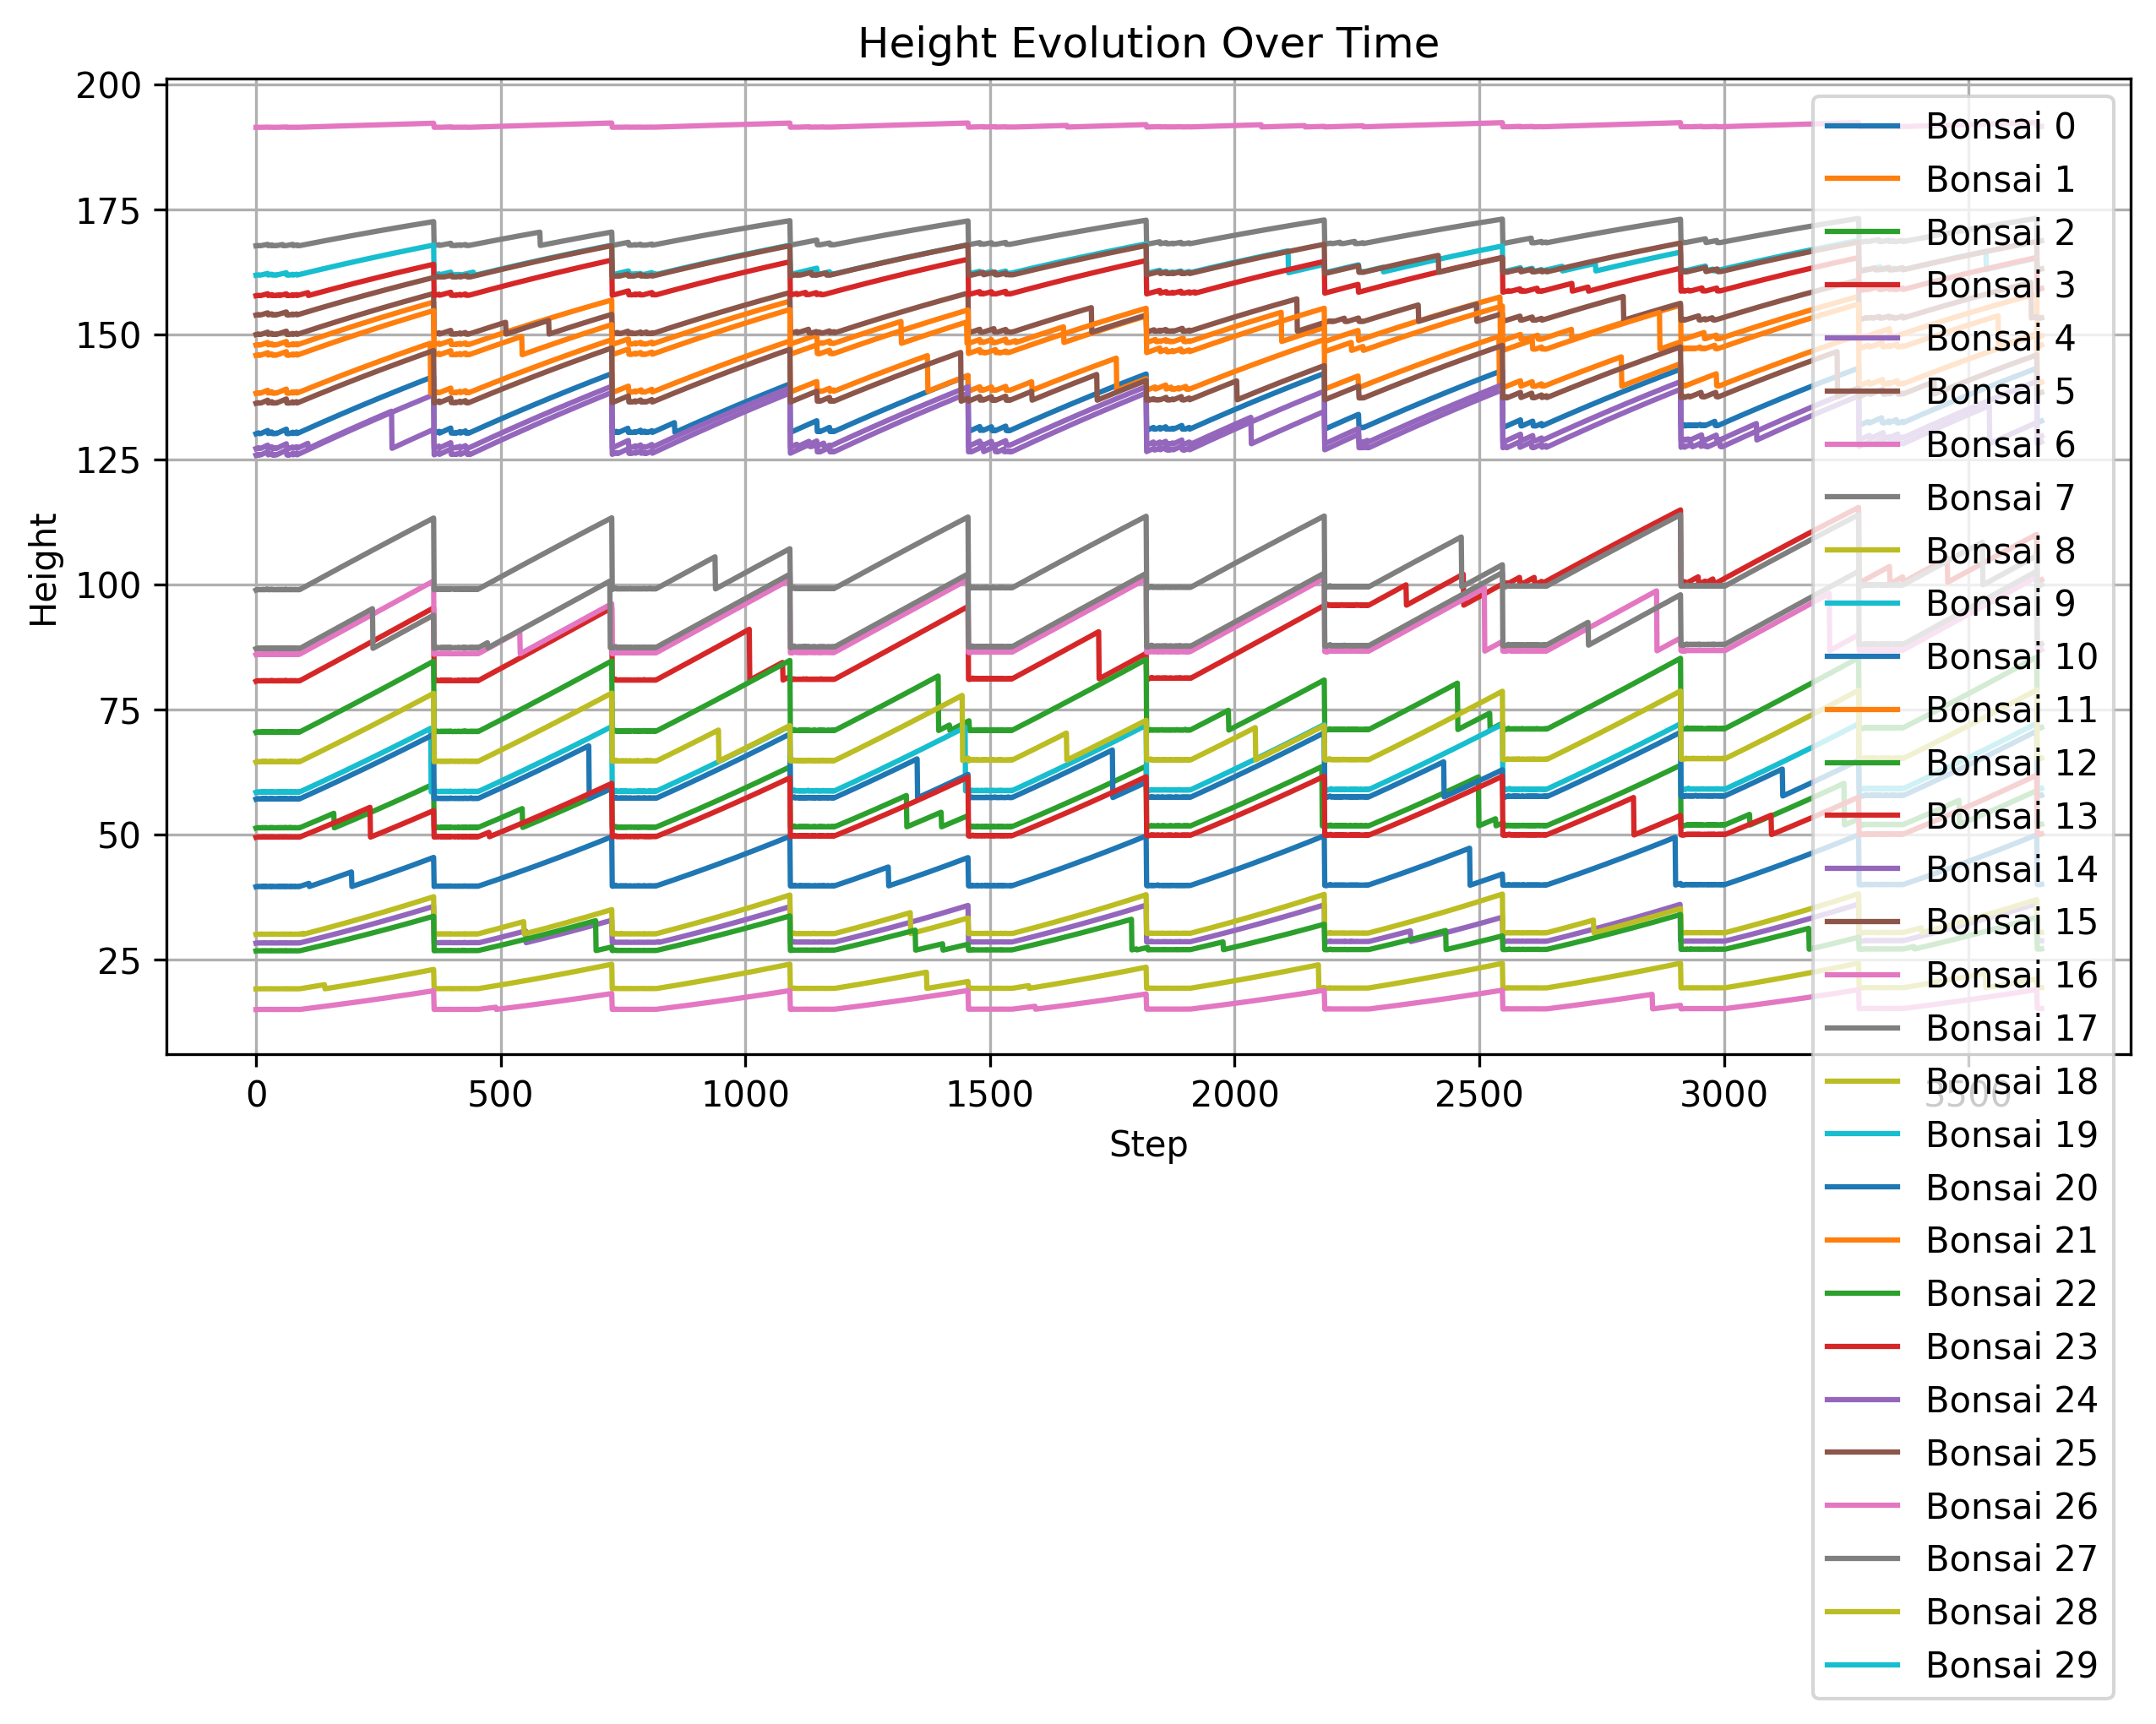 Height Evolution Over Time
200
175
150
125
100
75
50
25
Height
0 500 1000 1500 2000 2500 3000 3500
Step
Bonsai 0
Bonsai 1
Bonsai 2
Bonsai 3
Bonsai 4
Bonsai 5
Bonsai 6
Bonsai 7
Bonsai 8
Bonsai 9
Bonsai 10
Bonsai 11
Bonsai 12
Bonsai 13
Bonsai 14
Bonsai 15
Bonsai 16
Bonsai 17
Bonsai 18
Bonsai 19
Bonsai 20
Bonsai 21
Bonsai 22
Bonsai 23
Bonsai 24
Bonsai 25
Bonsai 26
Bonsai 27
Bonsai 28
Bonsai 29